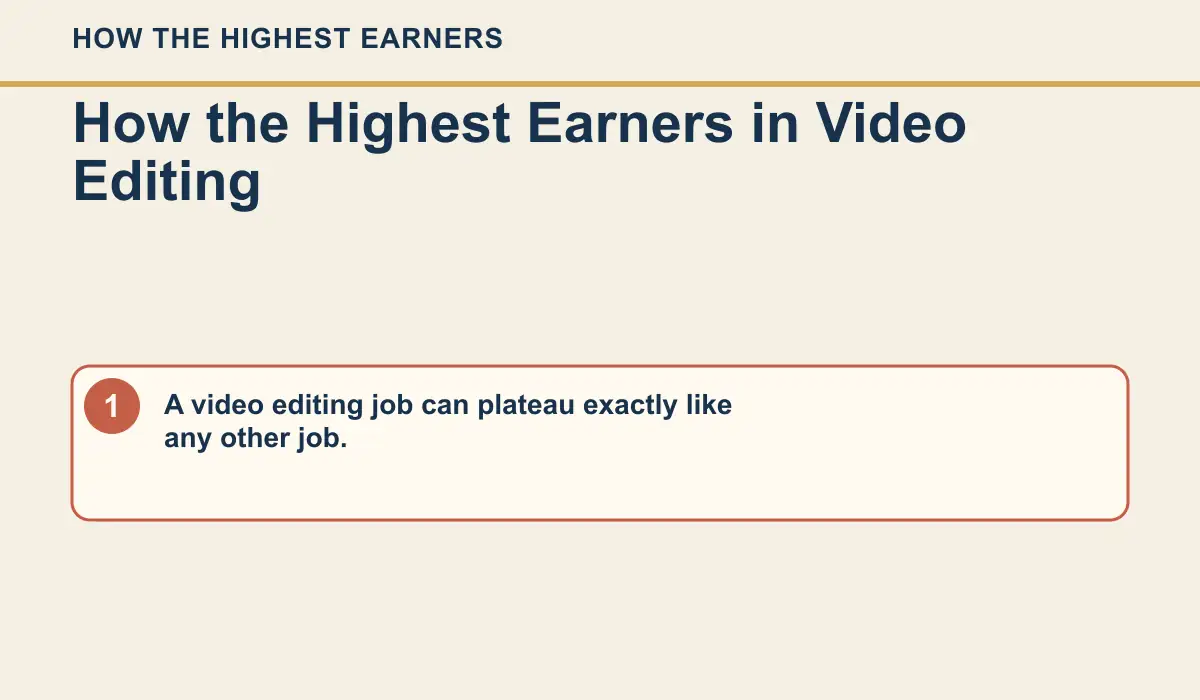 HOW THE HIGHEST EARNERS
How the Highest Earners in Video
Editing
1
A video editing job can plateau exactly like
any other job.